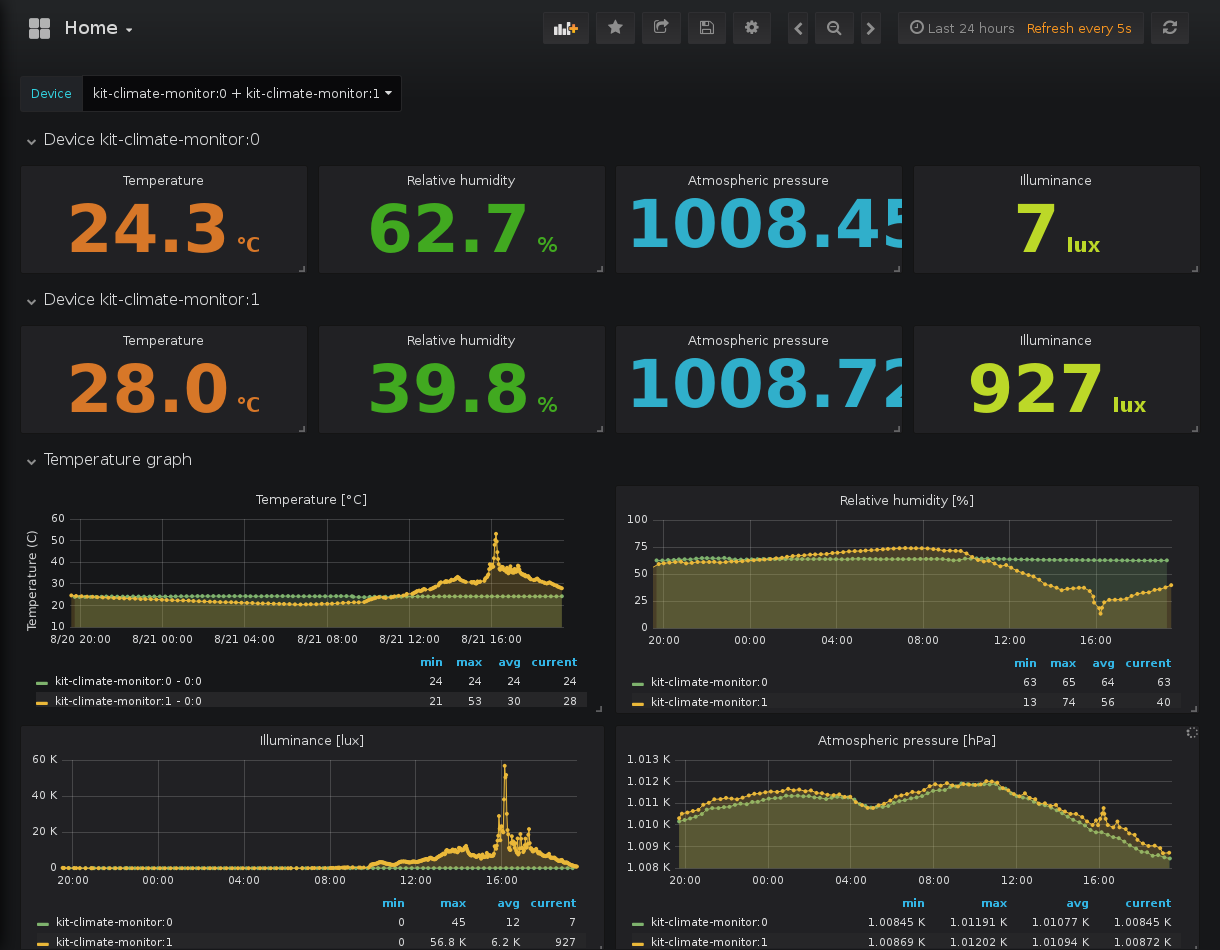 Home
Last 24 hours Refresh every 5s
Device kit-climate-monitor:0 + kit-climate-monitor:1
Device kit-climate-monitor:0
Temperature Relative humidity Atmospheric pressure Illuminance
24.3 °C 62.7 % 1008.45 7 lux
Device kit-climate-monitor:1
Temperature Relative humidity Atmospheric pressure Illuminance
28.0 °C 39.8 % 1008.72 927 lux
Temperature graph
Temperature [°C]
Temperature (C)
60
50
40
30
20
10
8/20 20:00 8/21 00:00 8/21 04:00 8/21 08:00 8/21 12:00 8/21 16:00
min max avg current
kit-climate-monitor:0 - 0:0 24 24 24 24
kit-climate-monitor:1 - 0:0 21 53 30 28
Relative humidity [%]
100
75
50
25
0
20:00 00:00 04:00 08:00 12:00 16:00
min max avg current
kit-climate-monitor:0 63 65 64 63
kit-climate-monitor:1 13 74 56 40
Illuminance [lux]
60 K
40 K
20 K
0
20:00 00:00 04:00 08:00 12:00 16:00
min max avg current
kit-climate-monitor:0 0 45 12 7
kit-climate-monitor:1 0 56.8 K 6.2 K 927
Atmospheric pressure [hPa]
1.013 K
1.012 K
1.011 K
1.010 K
1.009 K
1.008 K
20:00 00:00 04:00 08:00 12:00 16:00
min max avg current
kit-climate-monitor:0 1.00845 K 1.01191 K 1.01077 K 1.00845 K
kit-climate-monitor:1 1.00869 K 1.01202 K 1.01094 K 1.00872 K